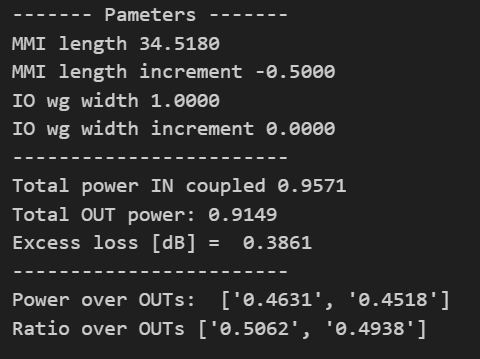 ------- Pameters -------
MMI length 34.5180
MMI length increment -0.5000
IO wg width 1.0000
IO wg width increment 0.0000
------------------------
Total power IN coupled 0.9571
Total OUT power: 0.9149
Excess loss [dB] =  0.3861
------------------------
Power over OUTs:  ['0.4631', '0.4518']
Ratio over OUTs ['0.5062', '0.4938']